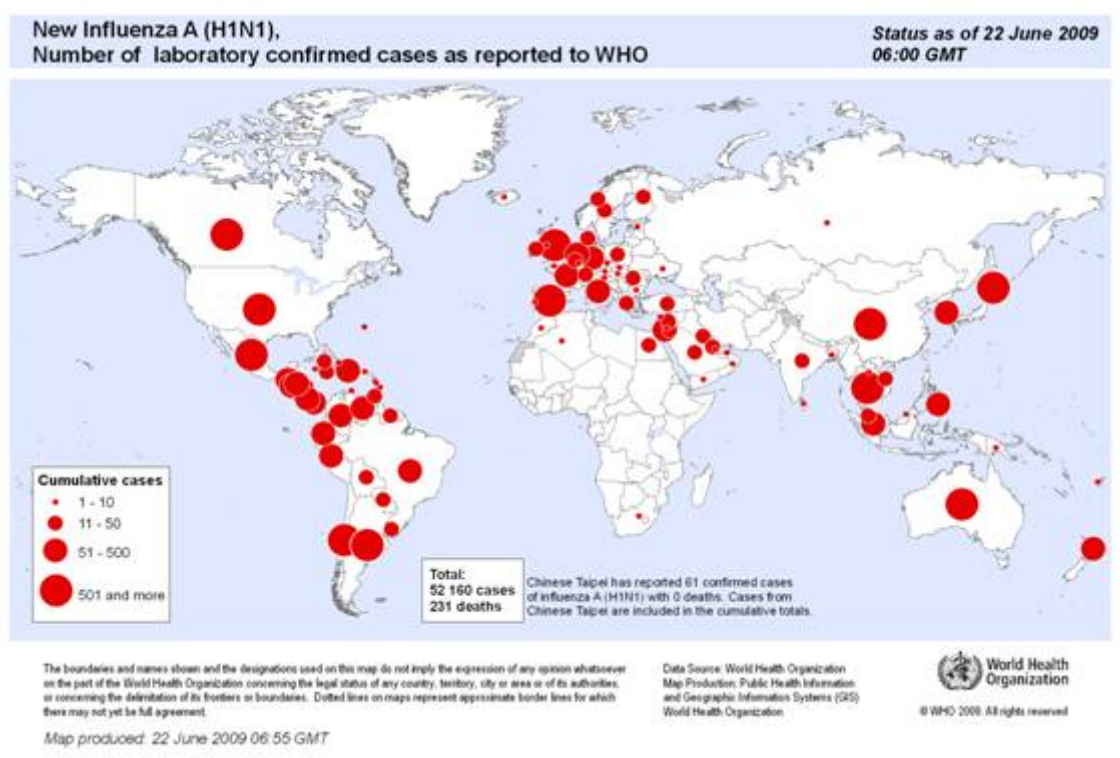 New Influenza A (H1N1),
Number of laboratory confirmed cases as reported to WHO
Status as of 22 June 2009
06:00 GMT
Cumulative cases
1 - 10
11 - 50
51 - 500
501 and more
Total:
52 160 cases
231 deaths
Chinese Taipei has reported 61 confirmed cases
of influenza A (H1N1) with 0 deaths. Cases from
Chinese Taipei are included in the cumulative totals.
The boundaries and names shown and the designations used on this map do not imply the expression of any opinion whatsoever
on the part of the World Health Organization concerning the legal status of any country, territory, city or area or of its authorities,
or concerning the delimitation of its frontiers or boundaries. Dotted lines on maps represent approximate border lines for which
there may not yet be full agreement.
Map produced: 22 June 2009 06:55 GMT
Data Source: World Health Organization
Map Production: Public Health Information
and Geographic Information Systems (GIS)
World Health Organization
World Health
Organization
© WHO 2009. All rights reserved